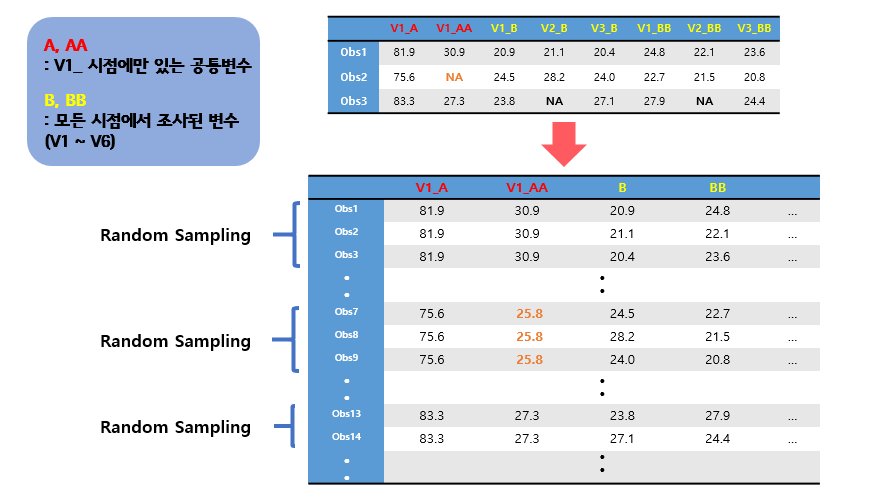 A, AA
: V1_ 시점에만 있는 공통변수
B, BB
: 모든 시점에서 조사된 변수
(V1 ~ V6)
V1_A V1_AA V1_B V2_B V3_B V1_BB V2_BB V3_BB
Obs1 81.9 30.9 20.9 21.1 20.4 24.8 22.1 23.6
Obs2 75.6 NA 24.5 28.2 24.0 22.7 21.5 20.8
Obs3 83.3 27.3 23.8 NA 27.1 27.9 NA 24.4
V1_A V1_AA B BB
Obs1 81.9 30.9 20.9 24.8 ...
Obs2 81.9 30.9 21.1 22.1 ...
Obs3 81.9 30.9 20.4 23.6 ...
Random Sampling
Obs7 75.6 25.8 24.5 22.7 ...
Obs8 75.6 25.8 28.2 21.5 ...
Obs9 75.6 25.8 24.0 20.8 ...
Random Sampling
Obs13 83.3 27.3 23.8 27.9 ...
Obs14 83.3 27.3 27.1 24.4 ...
Random Sampling